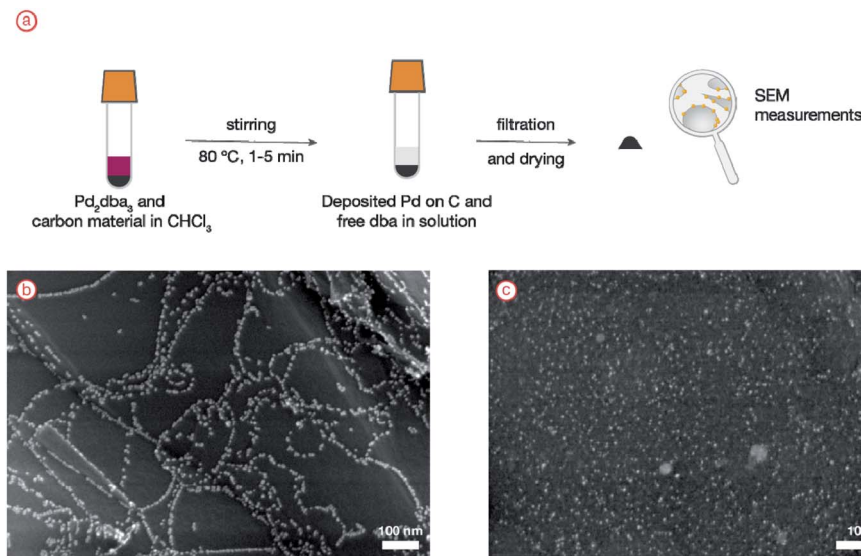 a
stirring
80 ºC, 1-5 min
filtration
and drying
SEM
measurements
Pd₂dba₃ and
carbon material in CHCl₃
Deposited Pd on C and
free dba in solution
b
100 nm
c